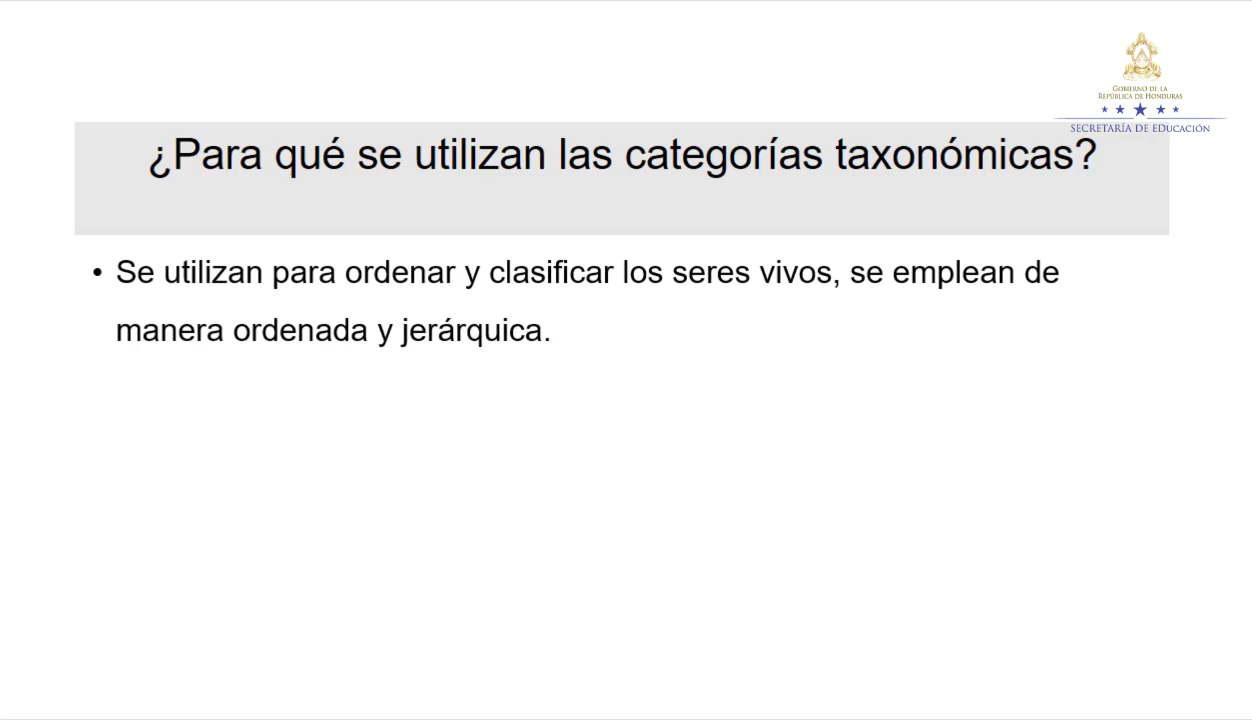 GOBIERNO DE LA
REPÚBLICA DE HONDURAS
SECRETARÍA DE EDUCACIÓN
¿Para qué se utilizan las categorías taxonómicas?
• Se utilizan para ordenar y clasificar los seres vivos, se emplean de
manera ordenada y jerárquica.